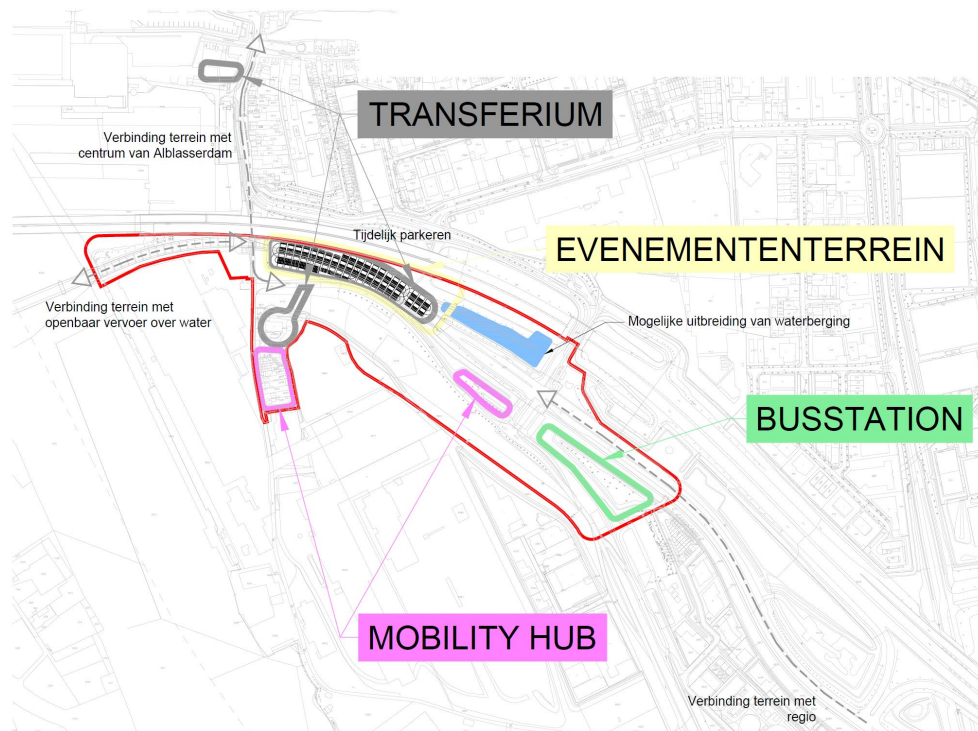 TRANSFERIUM
Verbinding terrein met
centrum van Alblasserdam
Tijdelijk parkeren
EVENEMENTENTERREIN
Verbinding terrein met
openbaar vervoer over water
Mogelijke uitbreiding van waterberging
BUSSTATION
MOBILITY HUB
Verbinding terrein met
regio